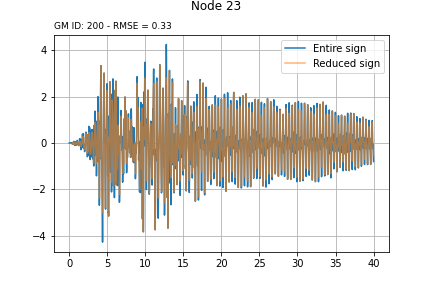 Node 23
GM ID: 200 - RMSE = 0.33
Entire sign
Reduced sign
4
2
0
−2
−4
0 5 10 15 20 25 30 35 40